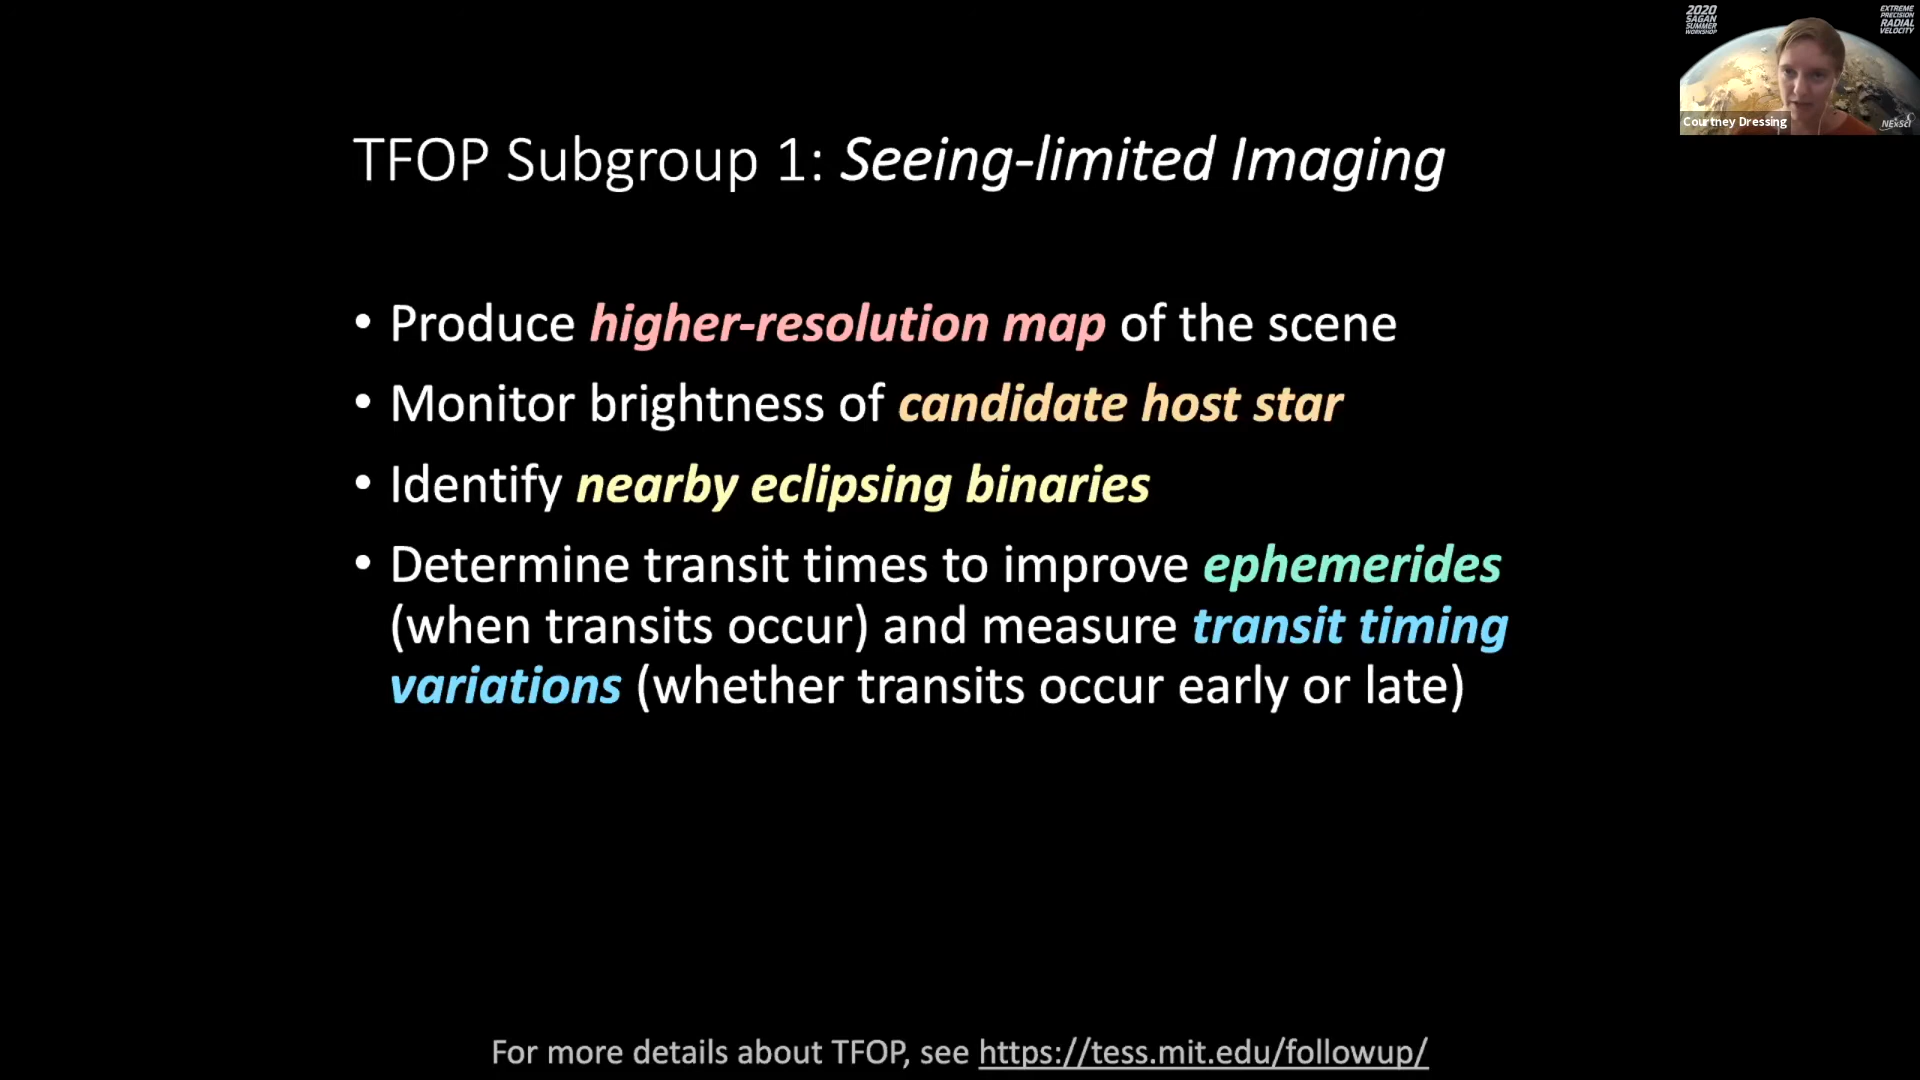 2020
SAGAN
SUMMER
WORKSHOP
EXTREME
PRECISION
RADIAL
VELOCITY
Courtney Dressing
NExScI
TFOP Subgroup 1: Seeing-limited Imaging
• Produce higher-resolution map of the scene
• Monitor brightness of candidate host star
• Identify nearby eclipsing binaries
• Determine transit times to improve ephemerides
(when transits occur) and measure transit timing
variations (whether transits occur early or late)
For more details about TFOP, see https://tess.mit.edu/followup/